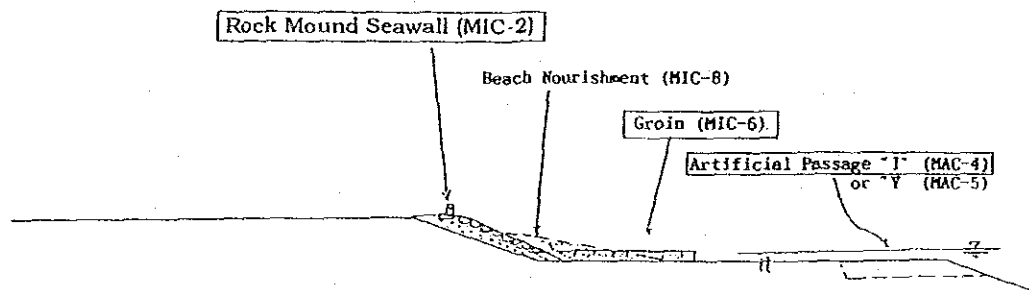 Rock Mound Seawall (MIC-2)
Beach Nourishment (MIC-8)
Groin (MIC-6)
Artificial Passage "I" (MAC-4)
or "Y" (MAC-5)